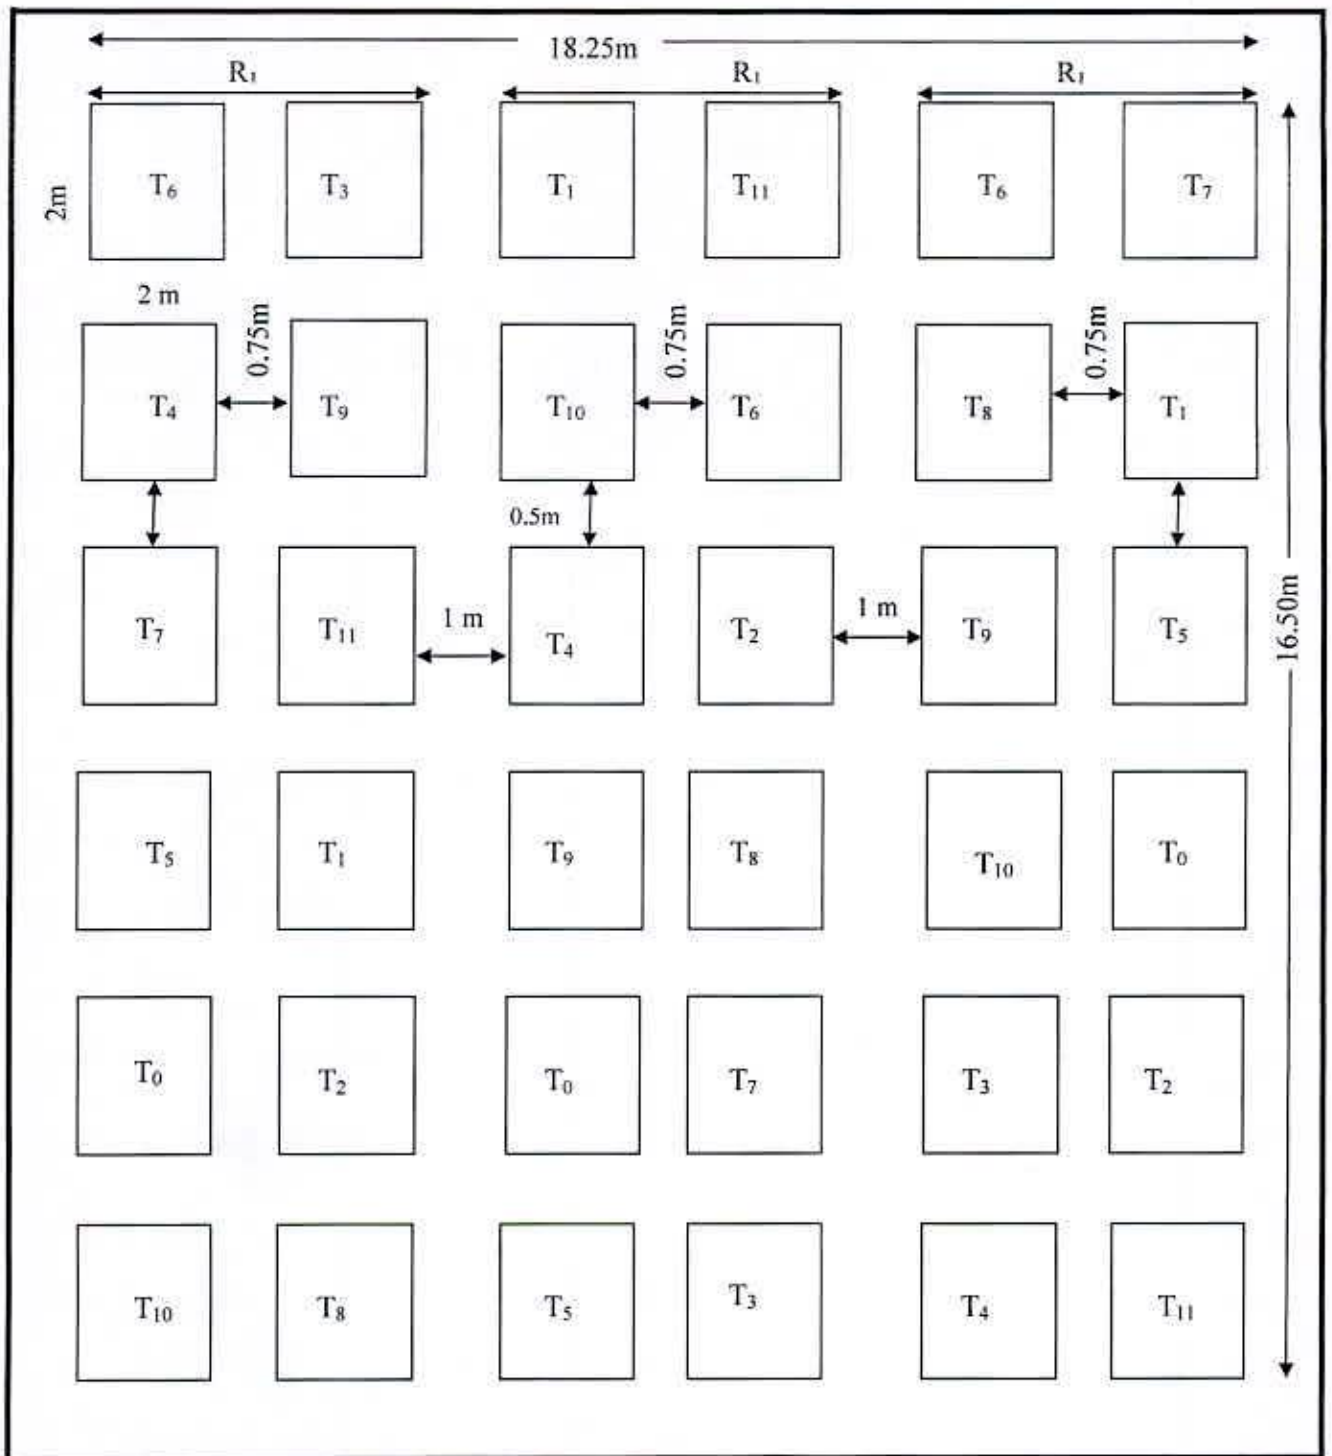 18.25m
R₁ R₁ R₁
T₆ T₃ T₁ T₁₁ T₆ T₇
2m
2 m
0.75m 0.75m 0.75m
T₄ T₉ T₁₀ T₆ T₈ T₁
0.5m
1 m 1 m
T₇ T₁₁ T₄ T₂ T₉ T₅
16.50m
T₅ T₁ T₉ T₈ T₁₀ T₀
T₀ T₂ T₀ T₇ T₃ T₂
T₁₀ T₈ T₅ T₃ T₄ T₁₁